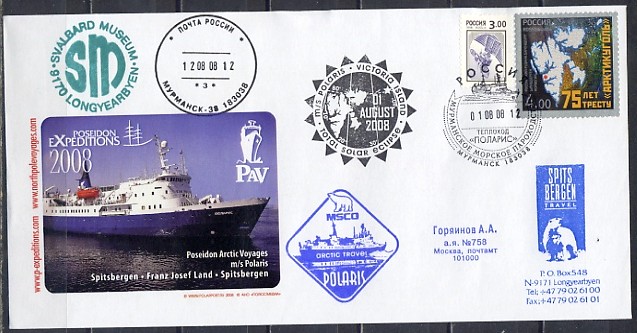 SVALBARD MUSEUM
sm
9170 LONGYEARBYEN
ПОЧТА РОССИИ
12 08 08 12
* 3 *
МУРМАНСК-38 183038
m/s POLARIS - VICTORIA ISLAND
01
AUGUST
2008
TOTAL SOLAR ECLIPSE
РОССИЯ 3.00
РОССИЯ
4.00
75 ЛЕТ
ТРЕСТУ
"АРКТИКУГОЛЬ"
РОССИЯ
01 08 08 12
ТЕПЛОХОД
"ПОЛАРИС"
МУРМАНСКОЕ МОРСКОЕ ПАРОХОДСТВО
МУРМАНСК 183038
www.p-expeditions.com www.northpolevoyages.com
POSEIDON
EXPEDITIONS
2008
PAV
Poseidon Arctic Voyages
m/s Polaris
Spitsbergen - Franz Josef Land - Spitsbergen
MSCO
ARCTIC TRAVEL
POLARIS
Горяинов А.А.
а.я. №758
Москва, почтамт
101000
SPITS
BERGEN
TRAVEL
P.O. Box 548
N-9171 Longyearbyen
Tel: +47 79 02 61 00
Fax: +47 79 02 61 01